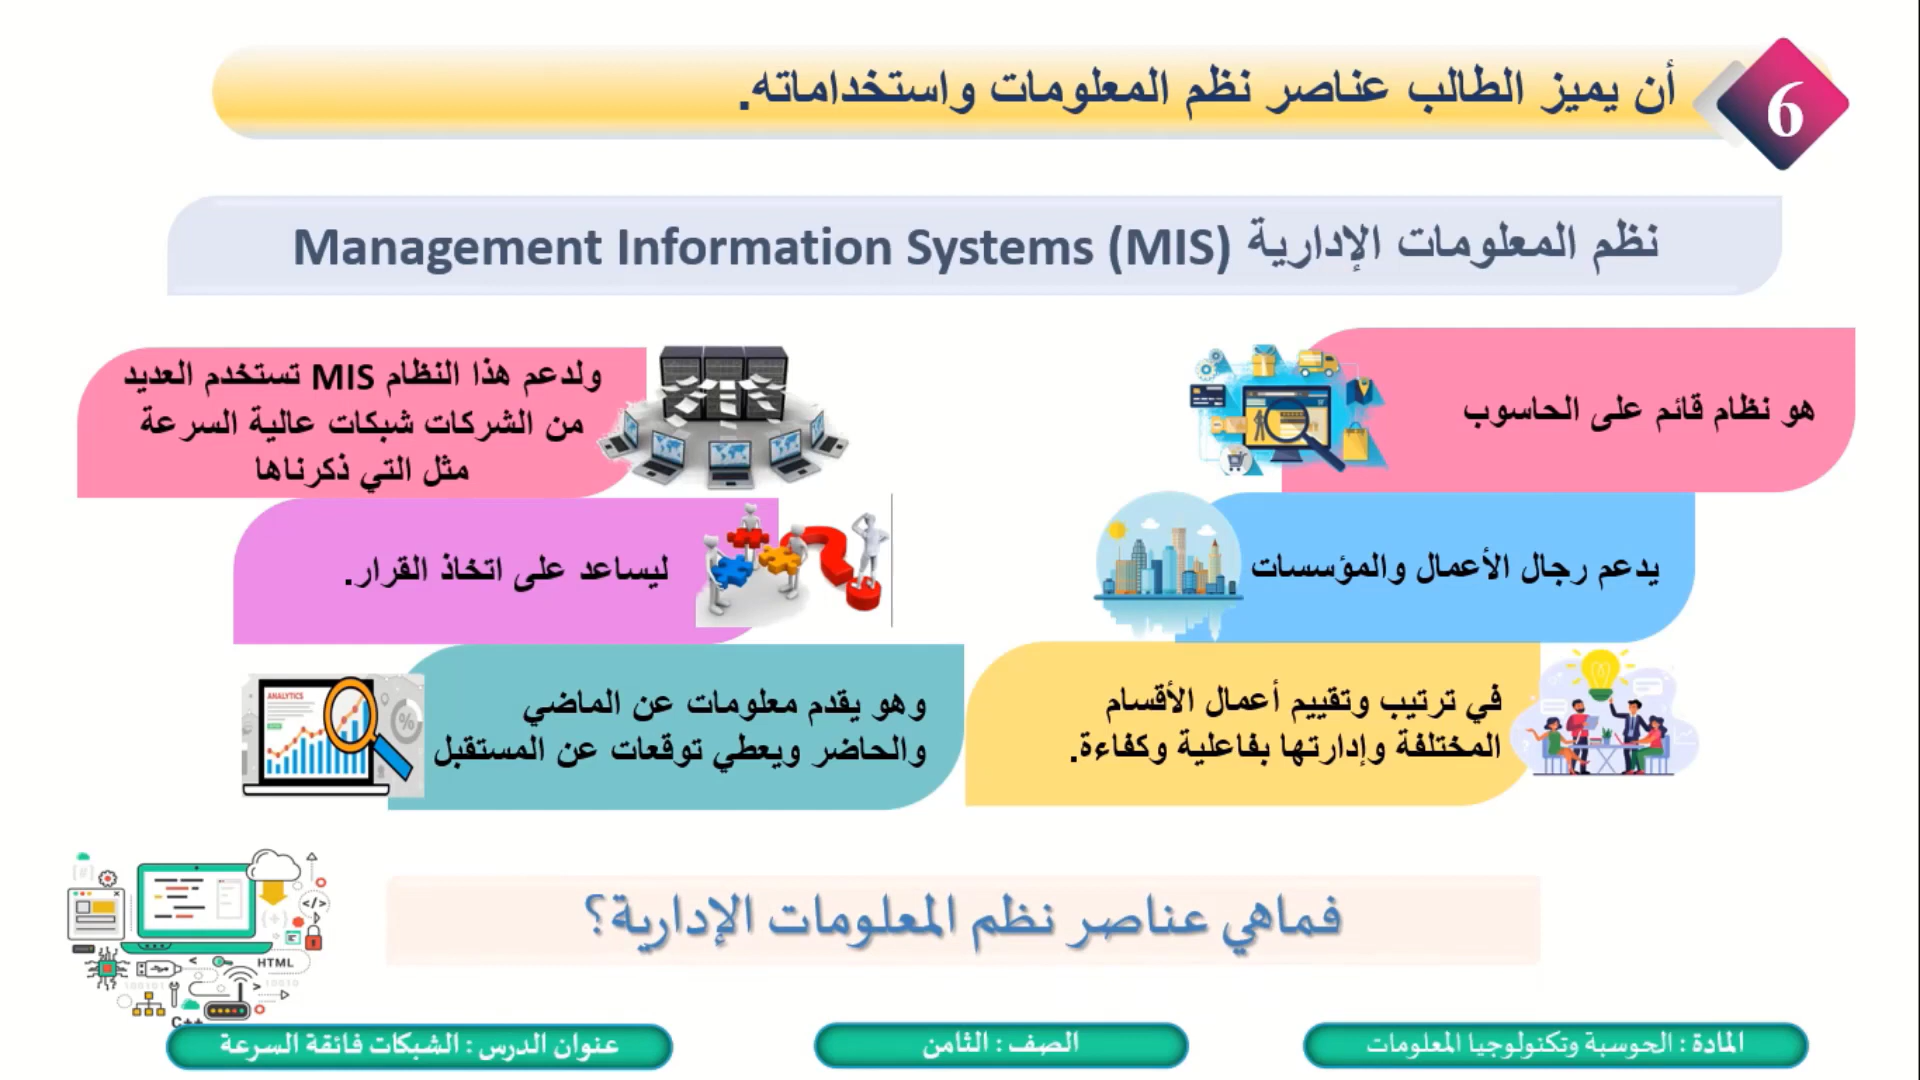 6
أن يميز الطالب عناصر نظم المعلومات واستخداماته.
نظم المعلومات الإدارية Management Information Systems (MIS)
هو نظام قائم على الحاسوب
يدعم رجال الأعمال والمؤسسات
في ترتيب وتقييم أعمال الأقسام
المختلفة وإدارتها بفاعلية وكفاءة.
ولدعم هذا النظام MIS تستخدم العديد
من الشركات شبكات عالية السرعة
مثل التي ذكرناها
ليساعد على اتخاذ القرار.
وهو يقدم معلومات عن الماضي
والحاضر ويعطي توقعات عن المستقبل
ANALYTICS
%
فماهي عناصر نظم المعلومات الإدارية؟
</>
HTML
10010
100101
C++
المادة : الحوسبة وتكنولوجيا المعلومات
الصف : الثامن
عنوان الدرس : الشبكات فائقة السرعة